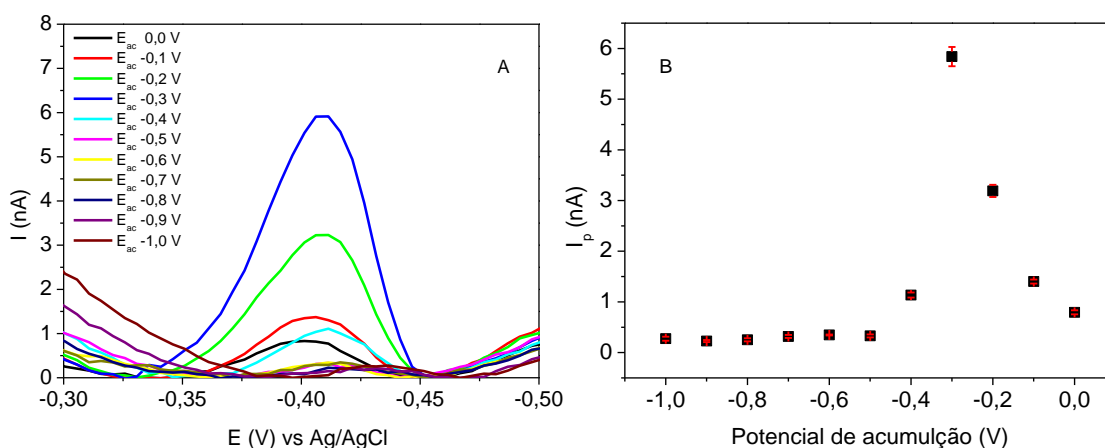 8
7
6
5
4
3
2
1
0
I (nA)
E_ac 0,0 V
E_ac -0,1 V
E_ac -0,2 V
E_ac -0,3 V
E_ac -0,4 V
E_ac -0,5 V
E_ac -0,6 V
E_ac -0,7 V
E_ac -0,8 V
E_ac -0,9 V
E_ac -1,0 V
A
-0,30 -0,35 -0,40 -0,45 -0,50
E (V) vs Ag/AgCl
B
6
5
4
3
2
1
0
I_p (nA)
-1,0 -0,8 -0,6 -0,4 -0,2 0,0
Potencial de acumulção (V)